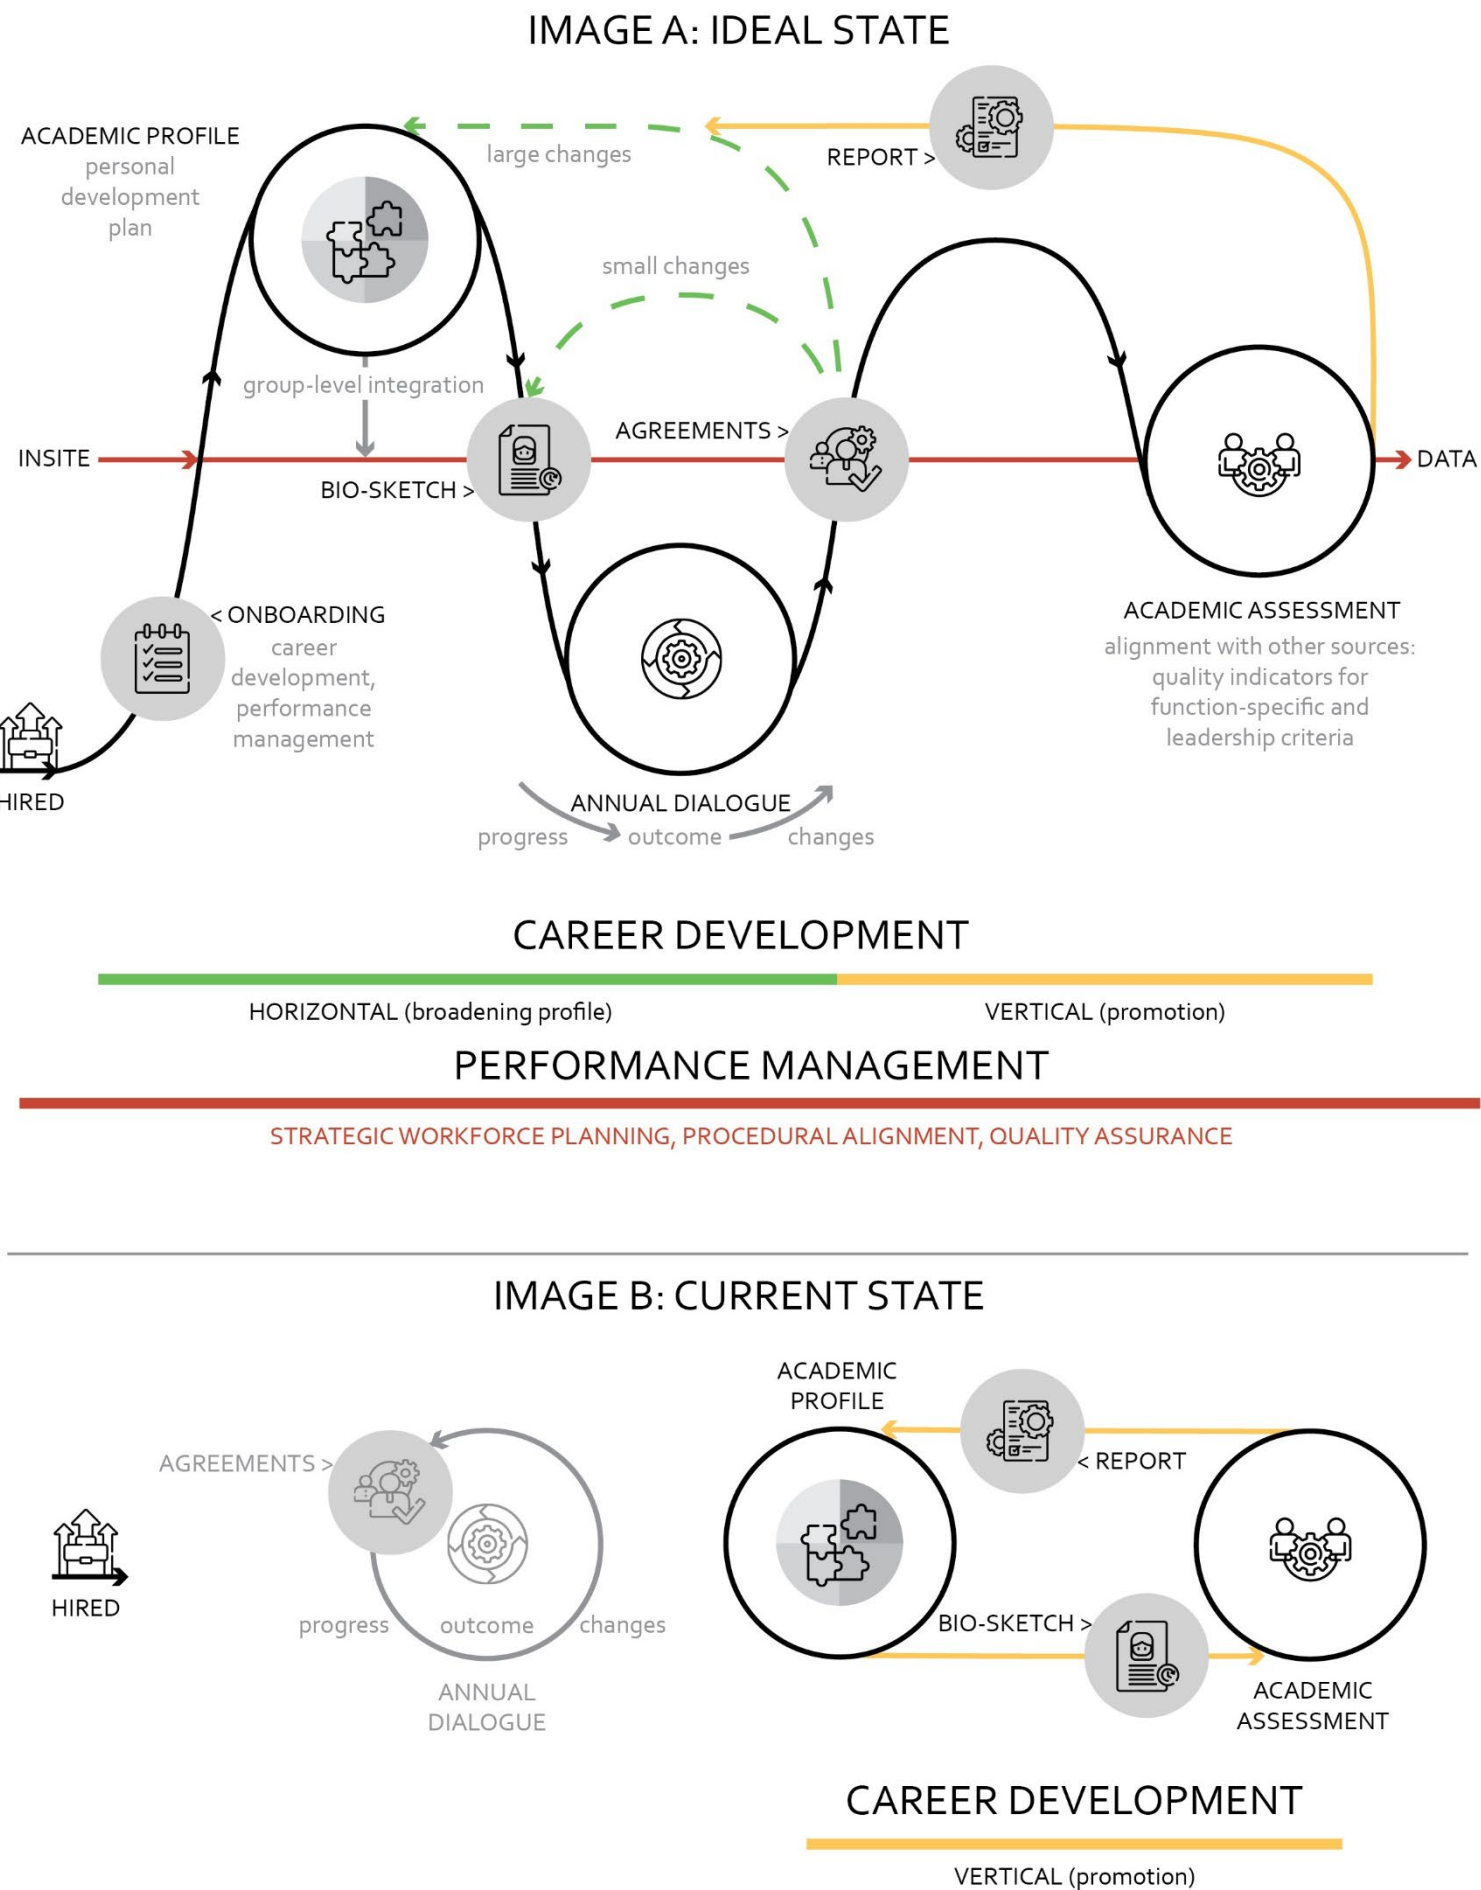 IMAGE A: IDEAL STATE
ACADEMIC PROFILE
personal
development
plan
large changes
REPORT >
small changes
group-level integration
INSITE
AGREEMENTS >
DATA
BIO-SKETCH >
< ONBOARDING
career
development,
performance
management
HIRED
ACADEMIC ASSESSMENT
alignment with other sources:
quality indicators for
function-specific and
leadership criteria
ANNUAL DIALOGUE
progress
outcome
changes
CAREER DEVELOPMENT
HORIZONTAL (broadening profile)
VERTICAL (promotion)
PERFORMANCE MANAGEMENT
STRATEGIC WORKFORCE PLANNING, PROCEDURAL ALIGNMENT, QUALITY ASSURANCE
IMAGE B: CURRENT STATE
HIRED
AGREEMENTS >
progress
outcome
changes
ANNUAL
DIALOGUE
ACADEMIC
PROFILE
< REPORT
BIO-SKETCH >
ACADEMIC
ASSESSMENT
CAREER DEVELOPMENT
VERTICAL (promotion)